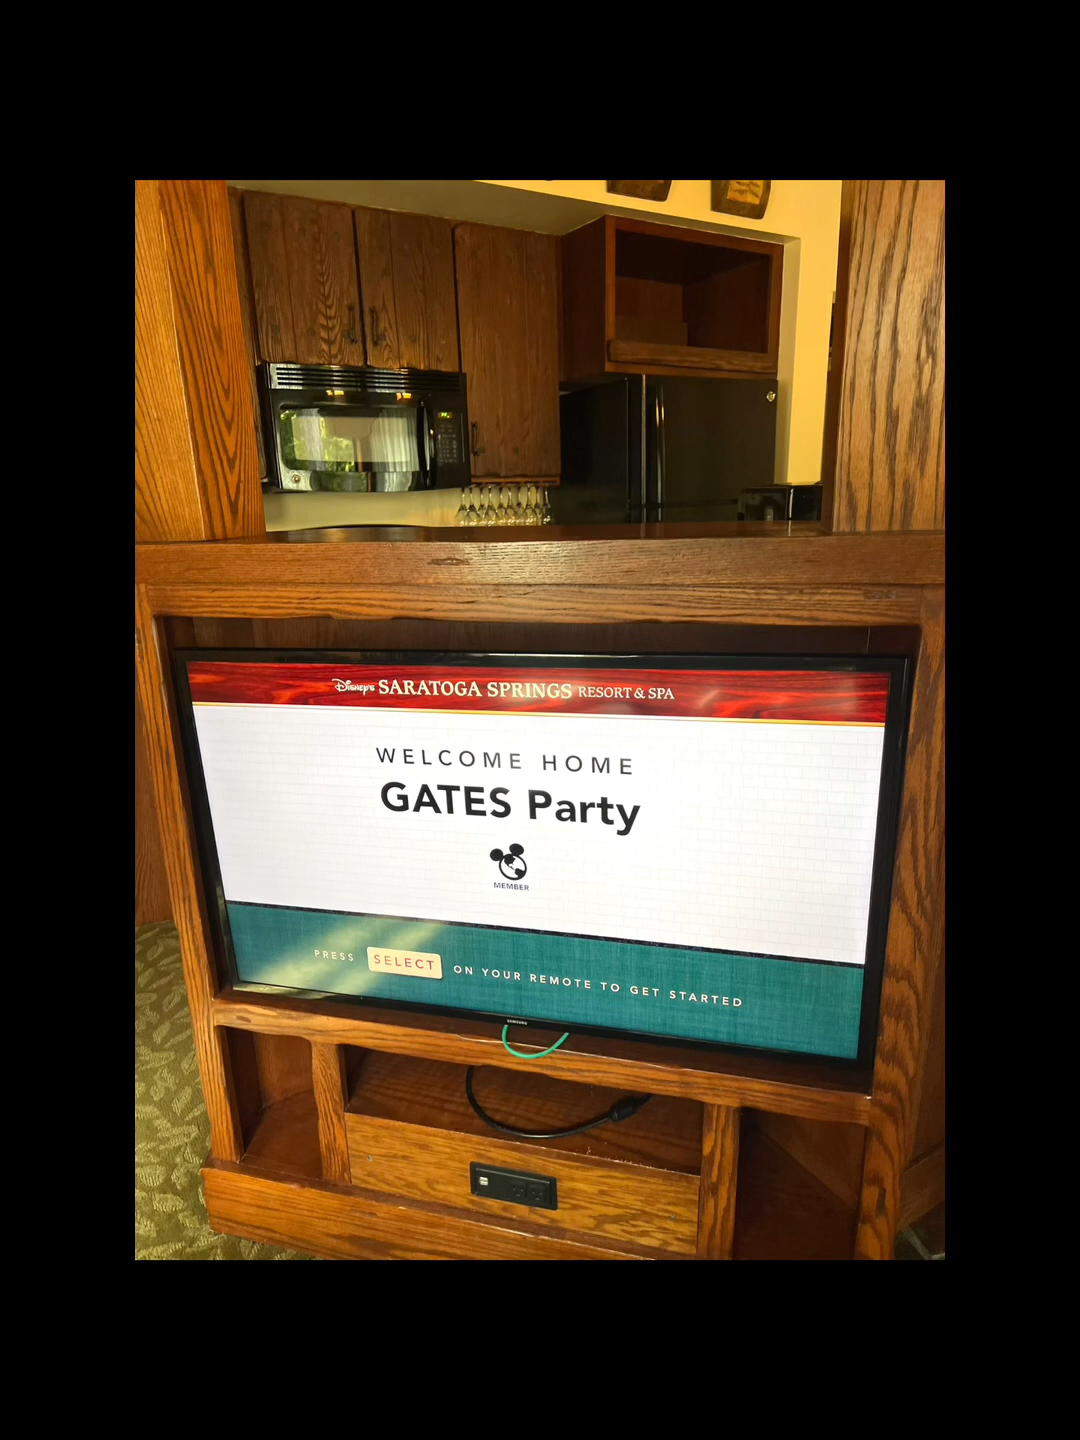 Disney's SARATOGA SPRINGS RESORT & SPA
WELCOME HOME
GATES Party
MEMBER
PRESS SELECT ON YOUR REMOTE TO GET STARTED
SAMSUNG